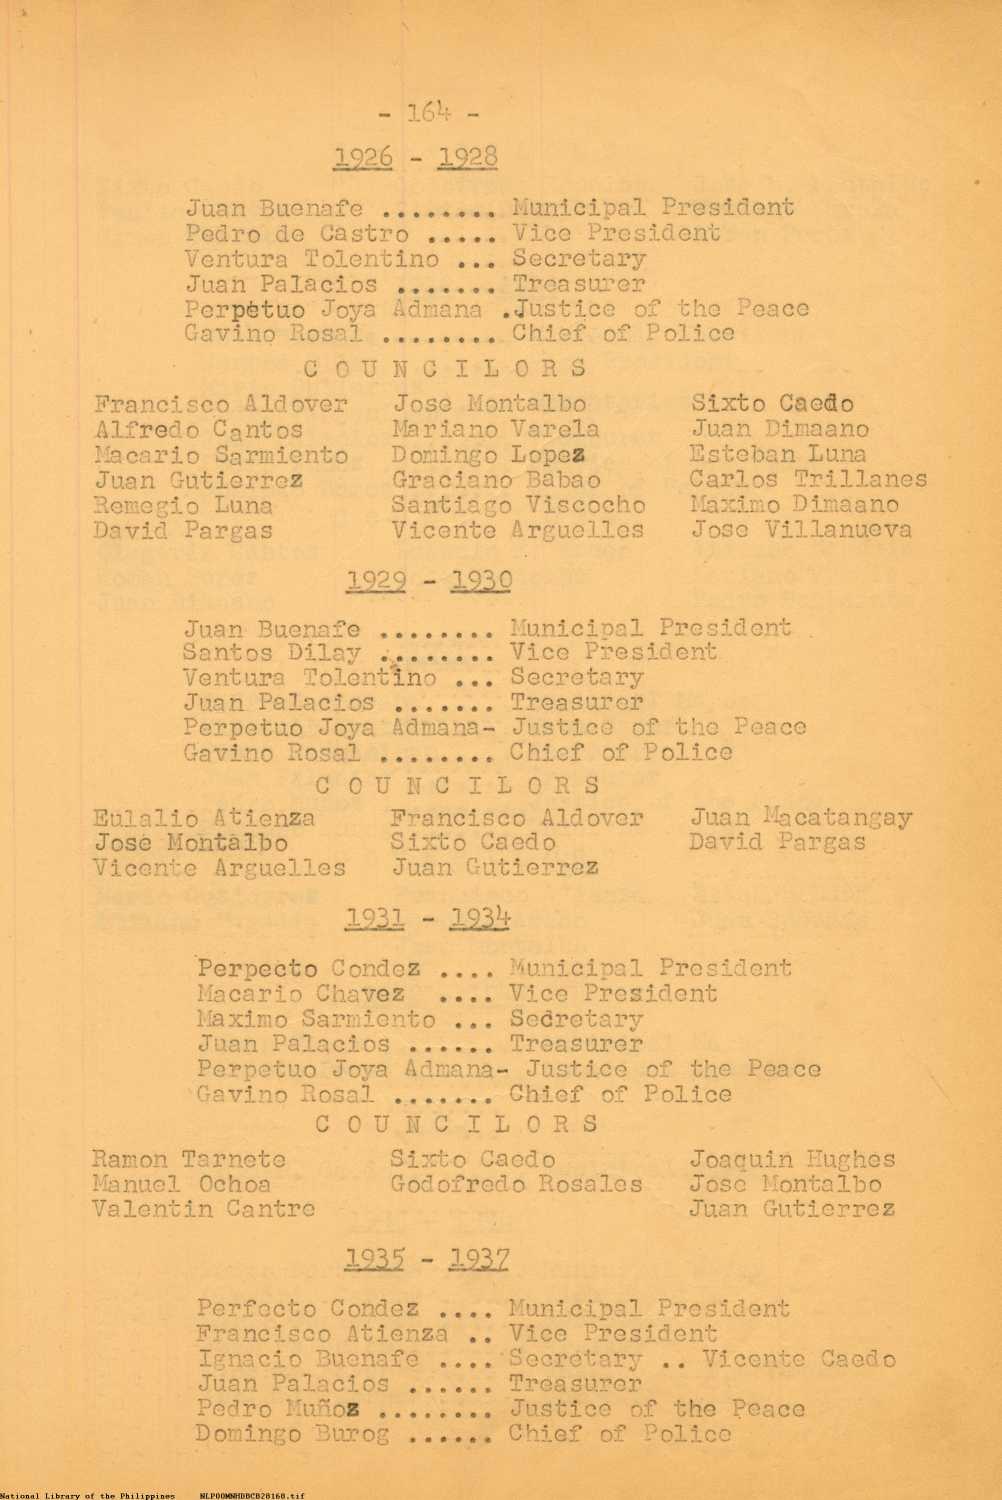 - 164 -
1926 - 1928
Juan Buenafe ........ Municipal President
Pedro de Castro ..... Vice President
Ventura Tolentino ... Secretary
Juan Palacios ....... Treasurer
Perpetuo Joya Admana .Justice of the Peace
Gavino Rosal ........ Chief of Police
C O U N C I L O R S
Francisco Aldover Jose Montalbo Sixto Caedo
Alfredo Cantos Mariano Varela Juan Dimaano
Macario Sarmiento Domingo Lopez Esteban Luna
Juan Gutierrez Graciano Babao Carlos Trillanes
Remegio Luna Santiago Viscocho Maximo Dimaano
David Pargas Vicente Arguelles Jose Villanueva
1929 - 1930
Juan Buenafe ........ Municipal President
Santos Dilay ........ Vice President
Ventura Tolentino ... Secretary
Juan Palacios ....... Treasurer
Perpetuo Joya Admana- Justice of the Peace
Gavino Rosal ........ Chief of Police
C O U N C I L O R S
Eulalio Atienza Francisco Aldover Juan Macatangay
Jose Montalbo Sixto Caedo David Pargas
Vicente Arguelles Juan Gutierrez
1931 - 1934
Perpecto Condez .... Municipal President
Macario Chavez .... Vice President
Maximo Sarmiento ... Secretary
Juan Palacios ...... Treasurer
Perpetuo Joya Admana- Justice of the Peace
Gavino Rosal ....... Chief of Police
C O U N C I L O R S
Ramon Tarnete Sixto Caedo Joaquin Hughes
Manuel Ochoa Godofredo Rosales Jose Montalbo
Valentin Cantre Juan Gutierrez
1935 - 1937
Perfecto Condez .... Municipal President
Francisco Atienza .. Vice President
Ignacio Buenafe .... Secretary .. Vicente Caedo
Juan Palacios ...... Treasurer
Pedro Muñoz ........ Justice of the Peace
Domingo Burog ...... Chief of Police
National Library of the Philippines NLPOOMNHDBCB28168.tif